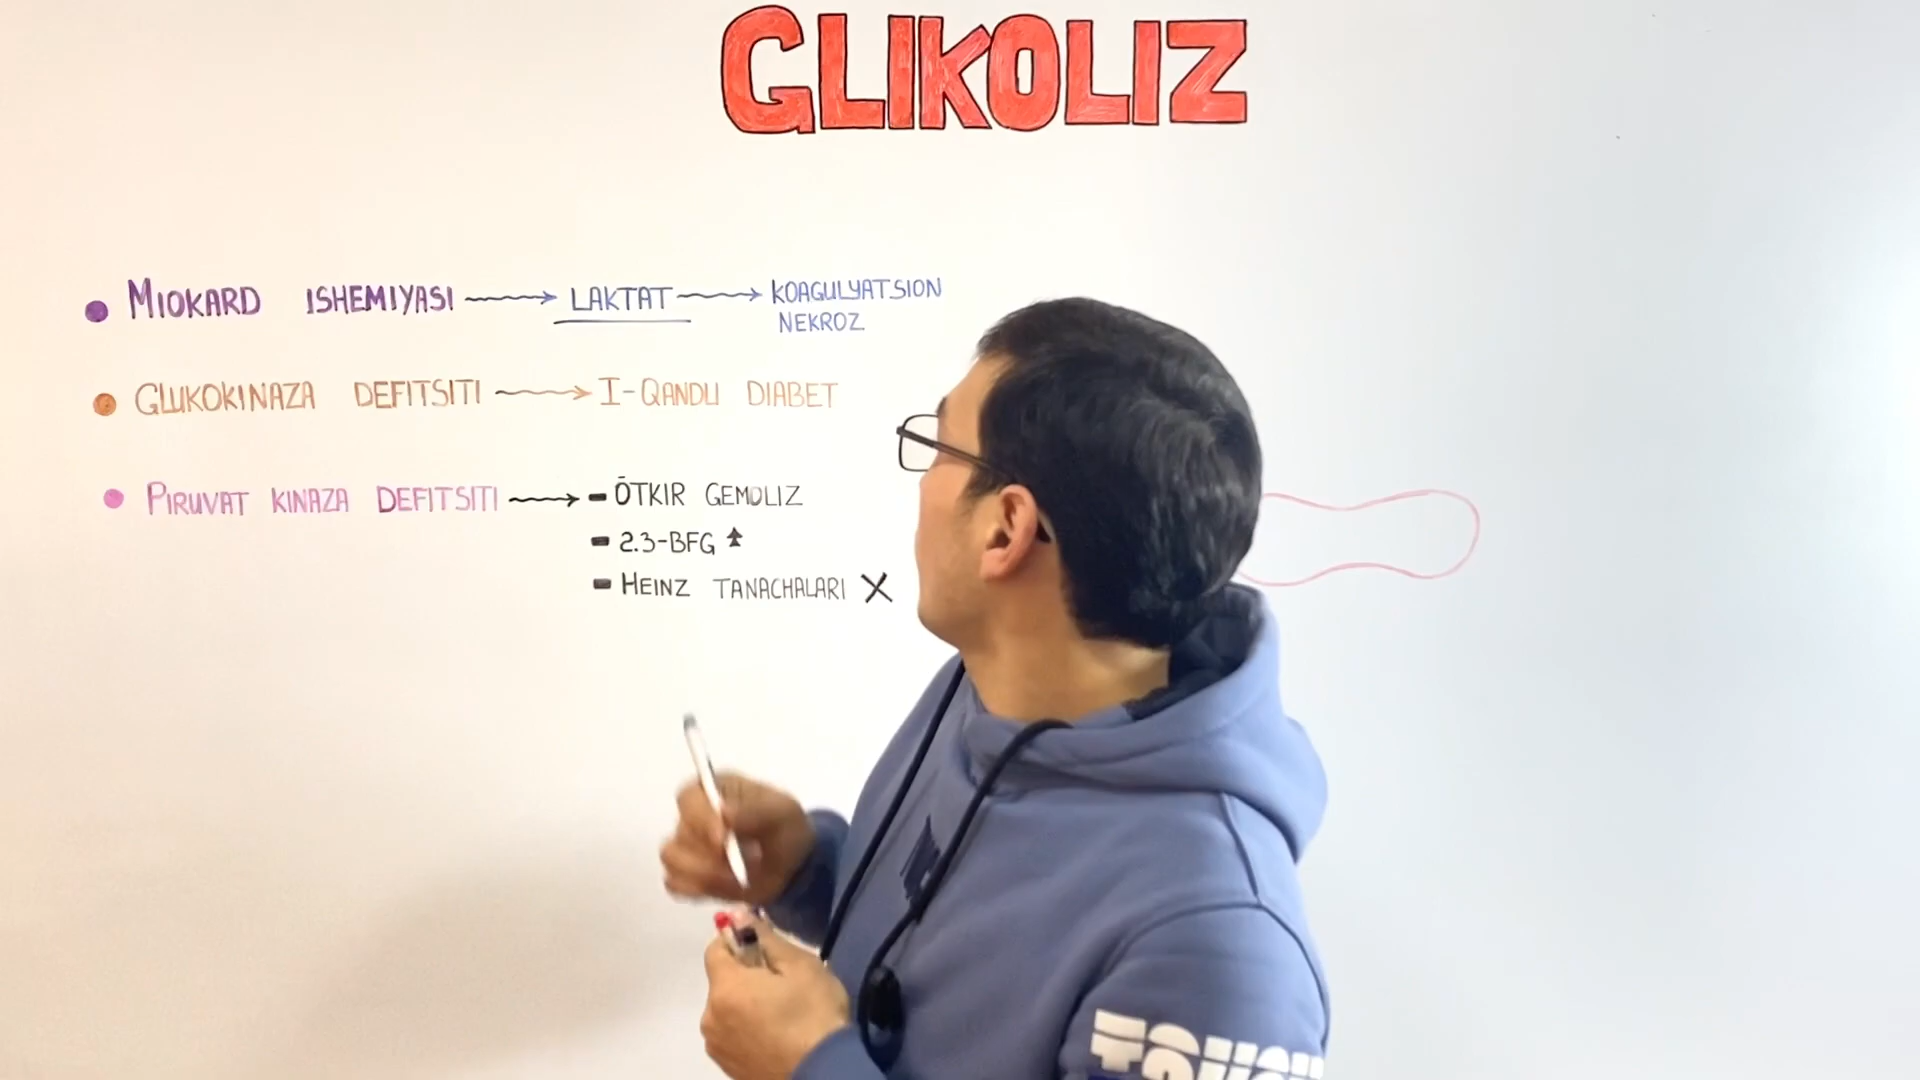 GLIKOLIZ
MIOKARD ISHEMIYASI → LAKTAT → KOAGULYATSION
NEKROZ
GLUKOKINAZA DEFITSITI → I-QANDLI DIABET
PIRUVAT KINAZA DEFITSITI → - ŌTKIR GEMOLIZ
- 2.3-BFG ↑
- HEINZ TANACHALARI X